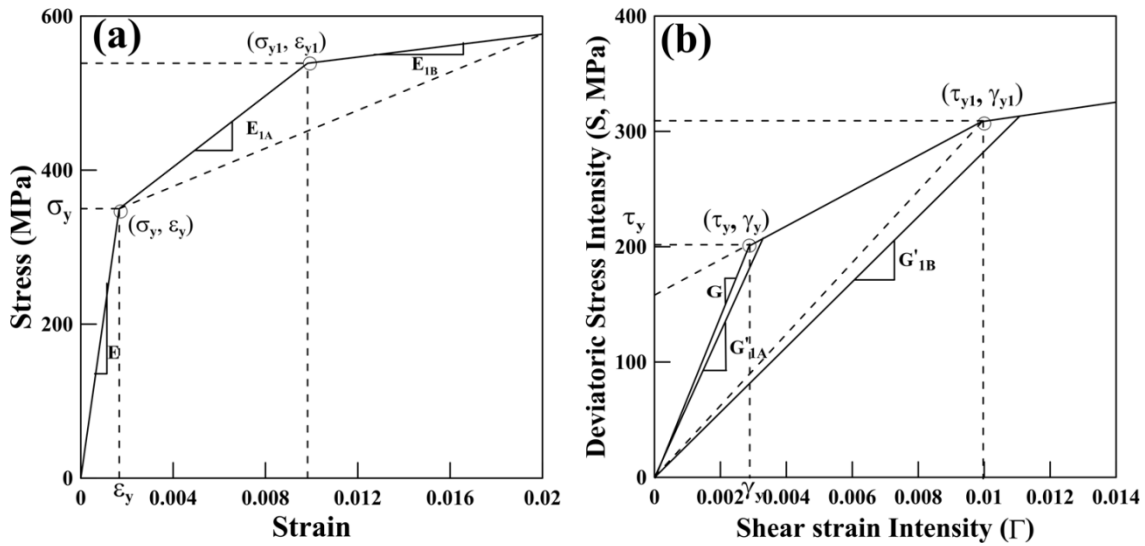 (a)
600
400
200
0
σy
Stress (MPa)
(σy1, εy1)
E1B
E1A
(σy, εy)
E
0 0.004 0.008 0.012 0.016 0.02
εy
Strain
(b)
400
300
200
100
τy
Deviatoric Stress Intensity (S, MPa)
(τy1, γy1)
(τy, γy)
G'1B
G
G'1A
0 0.002 0.004 0.006 0.008 0.01 0.012 0.014
γy
Shear strain Intensity (Γ)